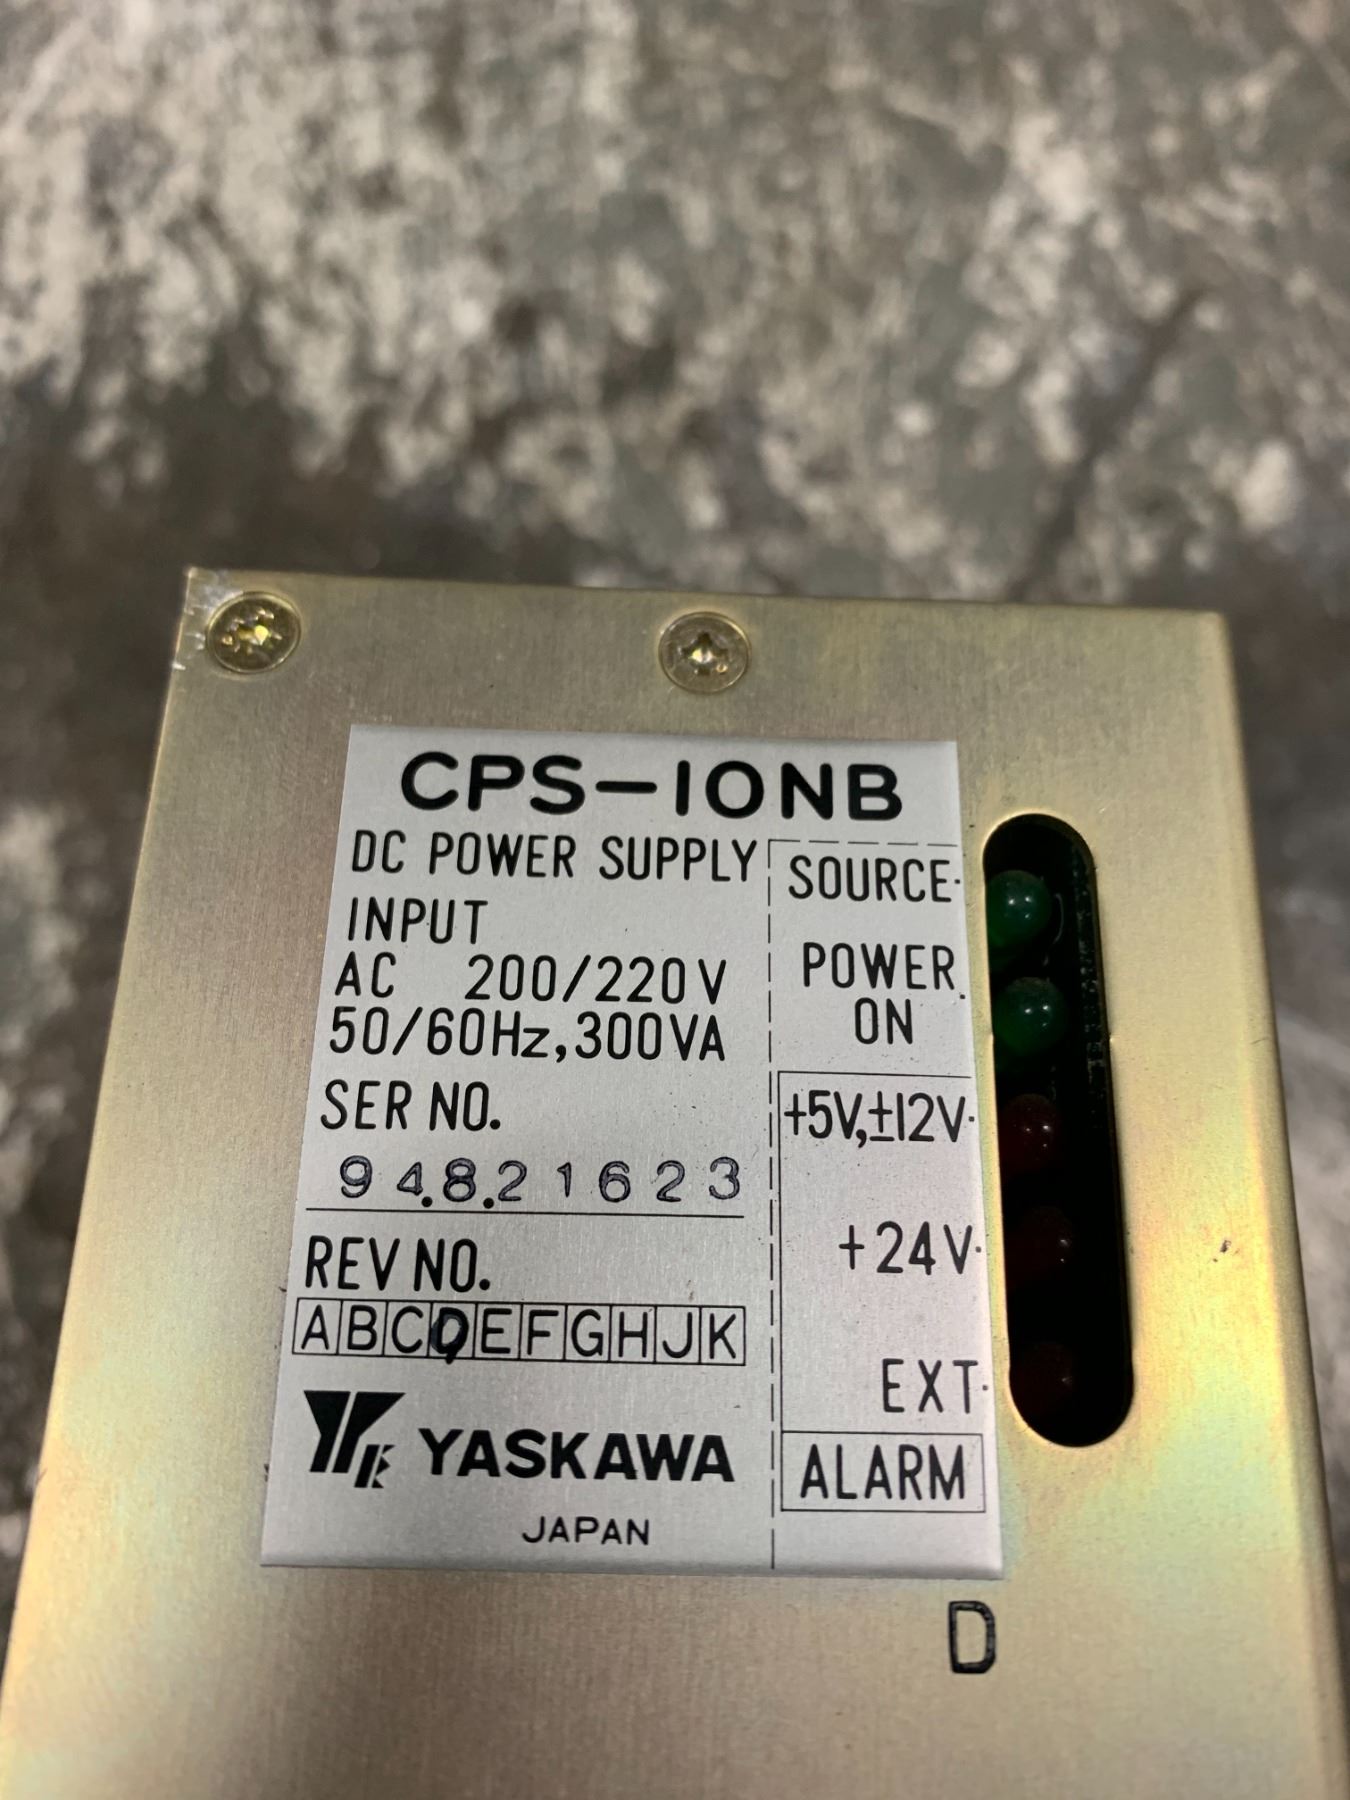 CPS-10NB
DC POWER SUPPLY
INPUT
AC 200/220V
50/60Hz,300VA
SER NO.
94.8.21623
REV NO.
ABCDEFGHJK
YASKAWA
JAPAN
SOURCE
POWER
ON
+5V,±12V
+24V
EXT
ALARM
D